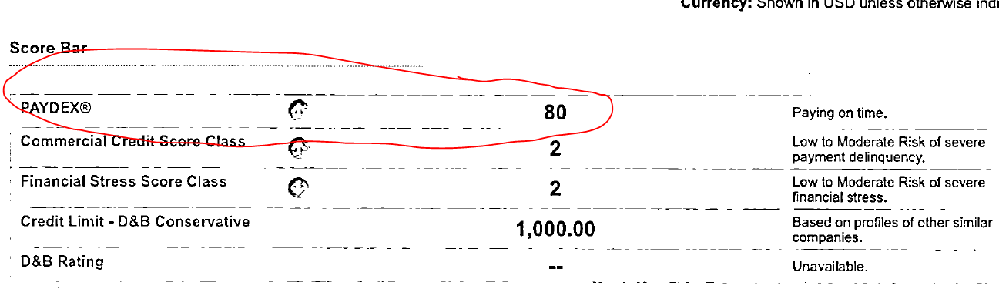 Currency: Shown in USD unless otherwise indi
Score Bar
PAYDEX® 80 Paying on time.
Commercial Credit Score Class 2 Low to Moderate Risk of severe
payment delinquency.
Financial Stress Score Class 2 Low to Moderate Risk of severe
financial stress.
Credit Limit - D&B Conservative 1,000.00 Based on profiles of other similar
companies.
D&B Rating -- Unavailable.